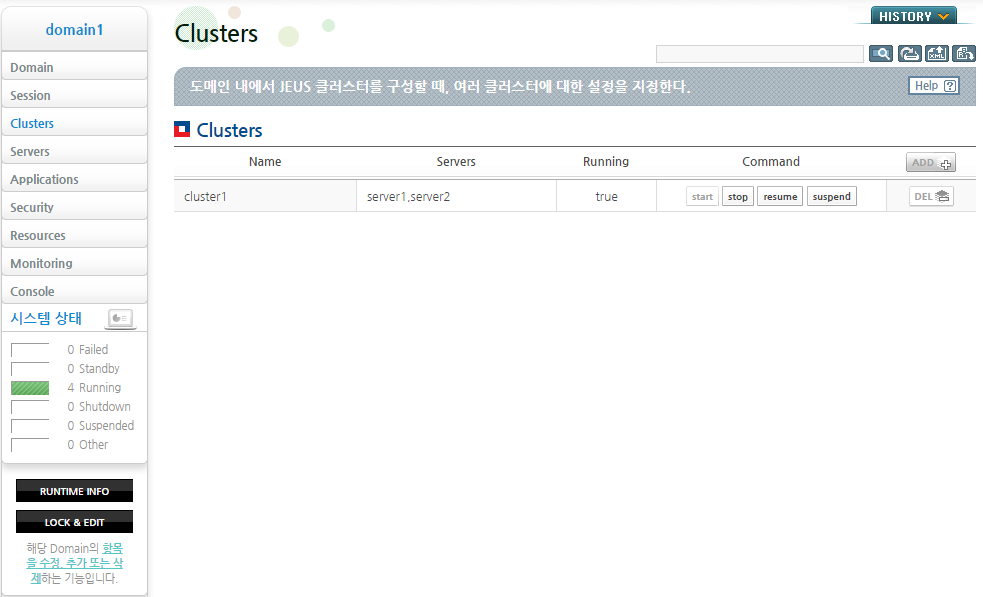 domain1
Domain
Session
Clusters
Servers
Applications
Security
Resources
Monitoring
Console
시스템 상태
0 Failed
0 Standby
4 Running
0 Shutdown
0 Suspended
0 Other
RUNTIME INFO
LOCK & EDIT
해당 Domain의 항목
을 수정, 추가 또는 삭
제하는 기능입니다.
Clusters
HISTORY
XML
도메인 내에서 JEUS 클러스터를 구성할 때, 여러 클러스터에 대한 설정을 지정한다.
Help ?
Clusters
Name Servers Running Command ADD
cluster1 server1,server2 true start stop resume suspend DEL